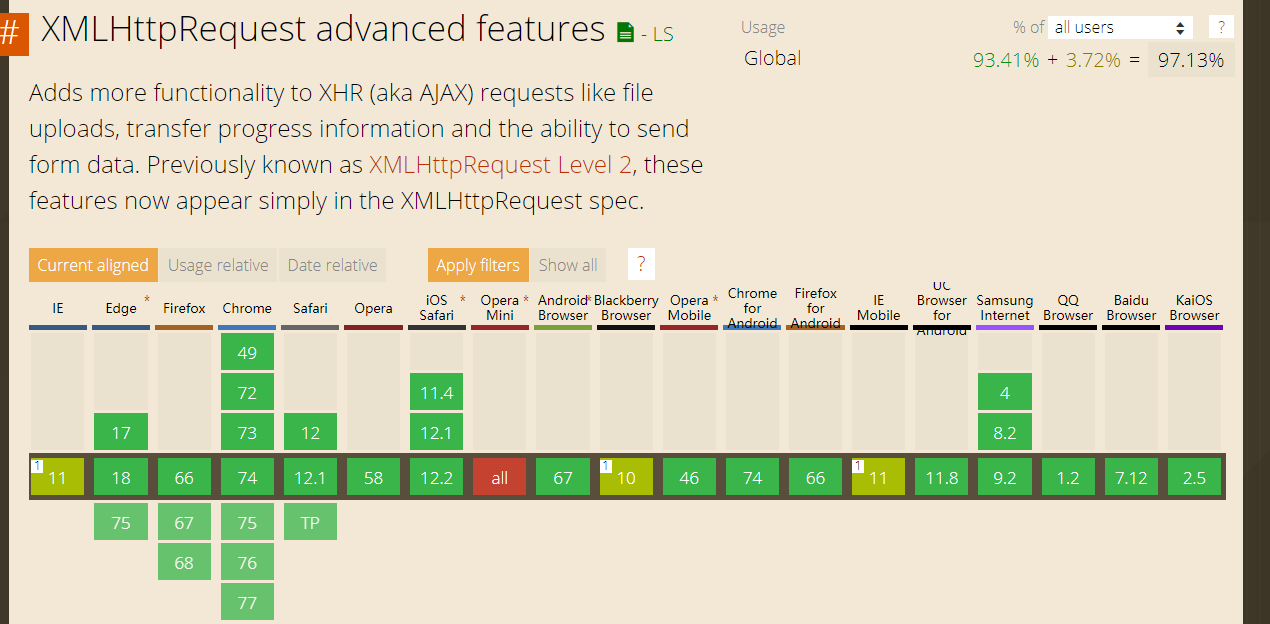 # XMLHttpRequest advanced features - LS
Usage % of all users ?
Global 93.41% + 3.72% = 97.13%
Adds more functionality to XHR (aka AJAX) requests like file
uploads, transfer progress information and the ability to send
form data. Previously known as XMLHttpRequest Level 2, these
features now appear simply in the XMLHttpRequest spec.
Current aligned Usage relative Date relative Apply filters Show all ?
IE
Edge *
Firefox
Chrome
Safari
Opera
iOS *
Safari
Opera *
Mini
Android *
Browser
Blackberry
Browser
Opera *
Mobile
Chrome
for
Android
Firefox
for
Android
IE
Mobile
UC
Browser
for
Android
Samsung
Internet
QQ
Browser
Baidu
Browser
KaiOS
Browser
49
72 11.4 4
17 73 12 12.1 8.2
1 11 18 66 74 12.1 58 12.2 all 67 1 10 46 74 66 1 11 11.8 9.2 1.2 7.12 2.5
75 67 75 TP
68 76
77